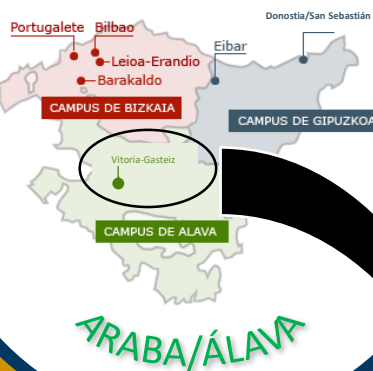 Donostia/San Sebastián
Portugalete
Bilbao
Eibar
Leioa-Erandio
Barakaldo
CAMPUS DE BIZKAIA
CAMPUS DE GIPUZKOA
Vitoria-Gasteiz
CAMPUS DE ALAVA
ARABA/ÁLAVA